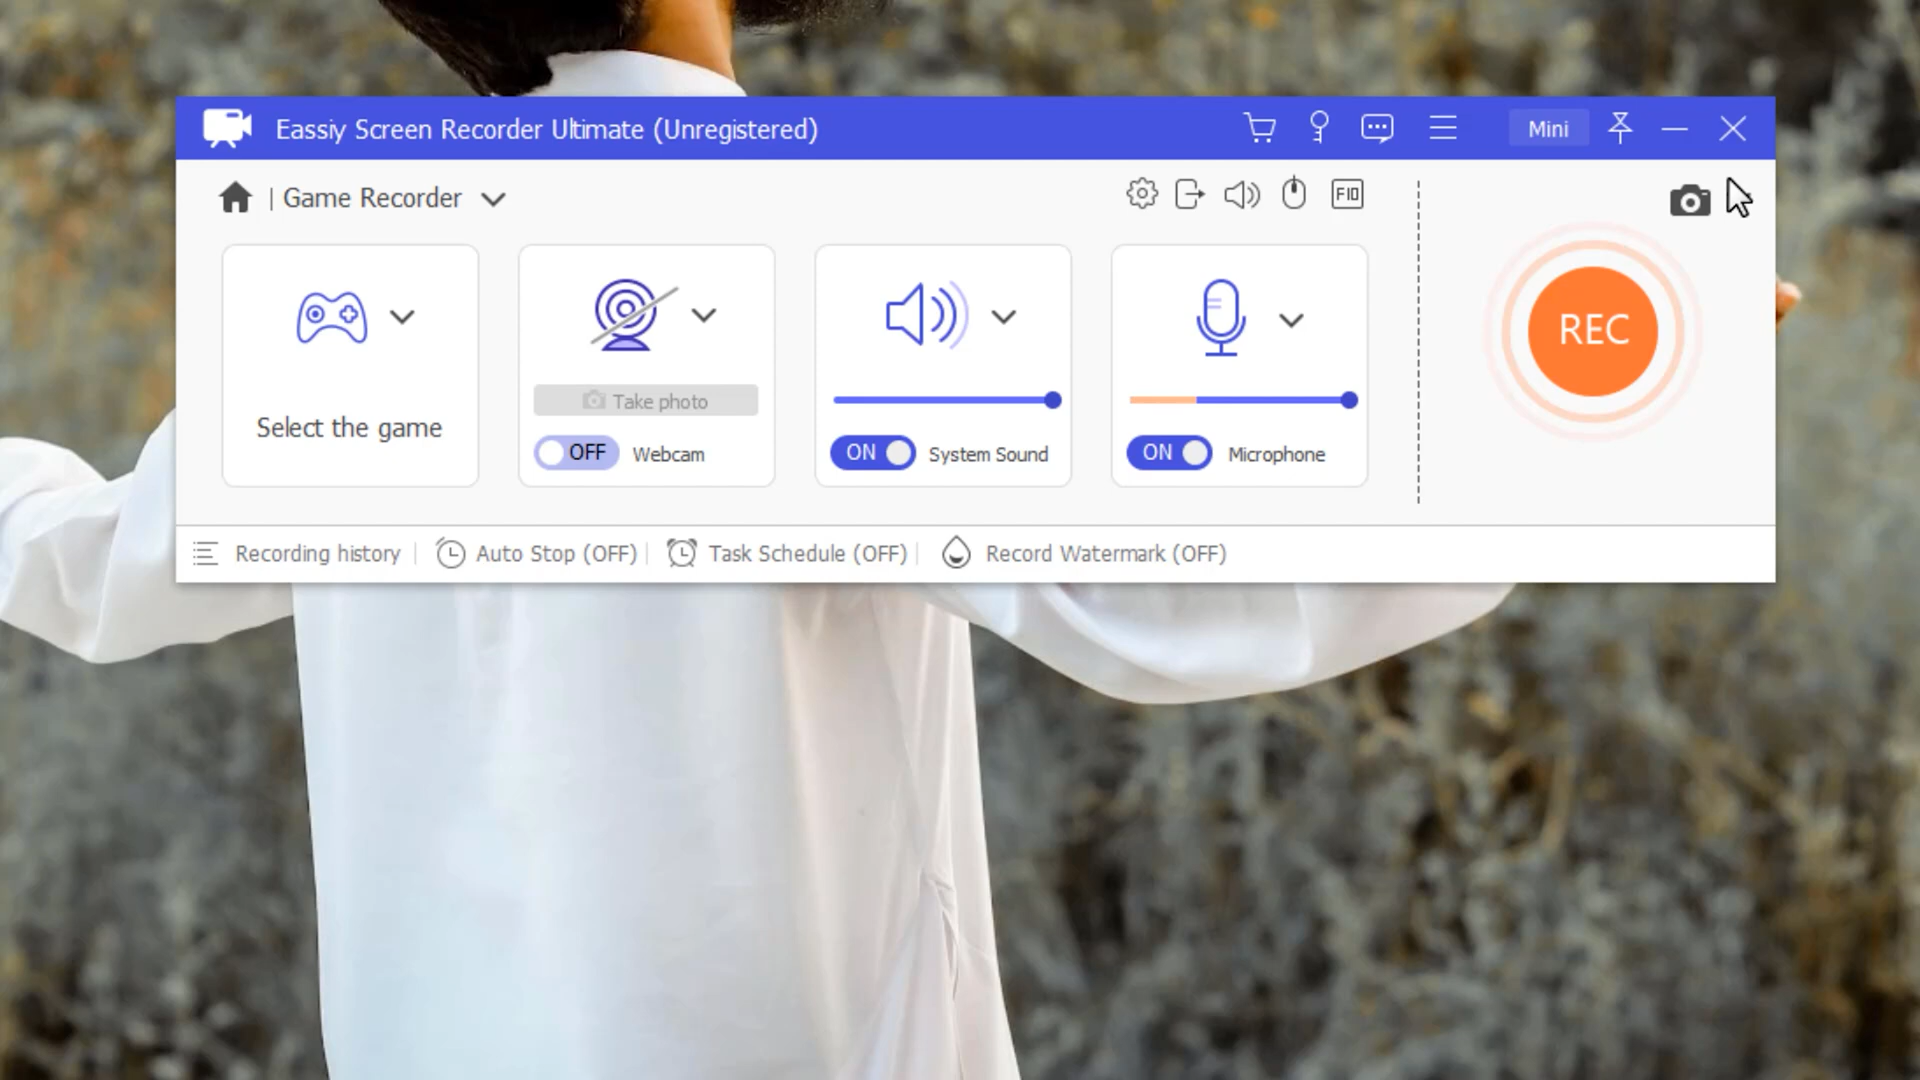 Eassiy Screen Recorder Ultimate (Unregistered)
Mini
| Game Recorder
F10
REC
Select the game
Take photo
OFF Webcam
ON System Sound
ON Microphone
Recording history
Auto Stop (OFF)
Task Schedule (OFF)
Record Watermark (OFF)